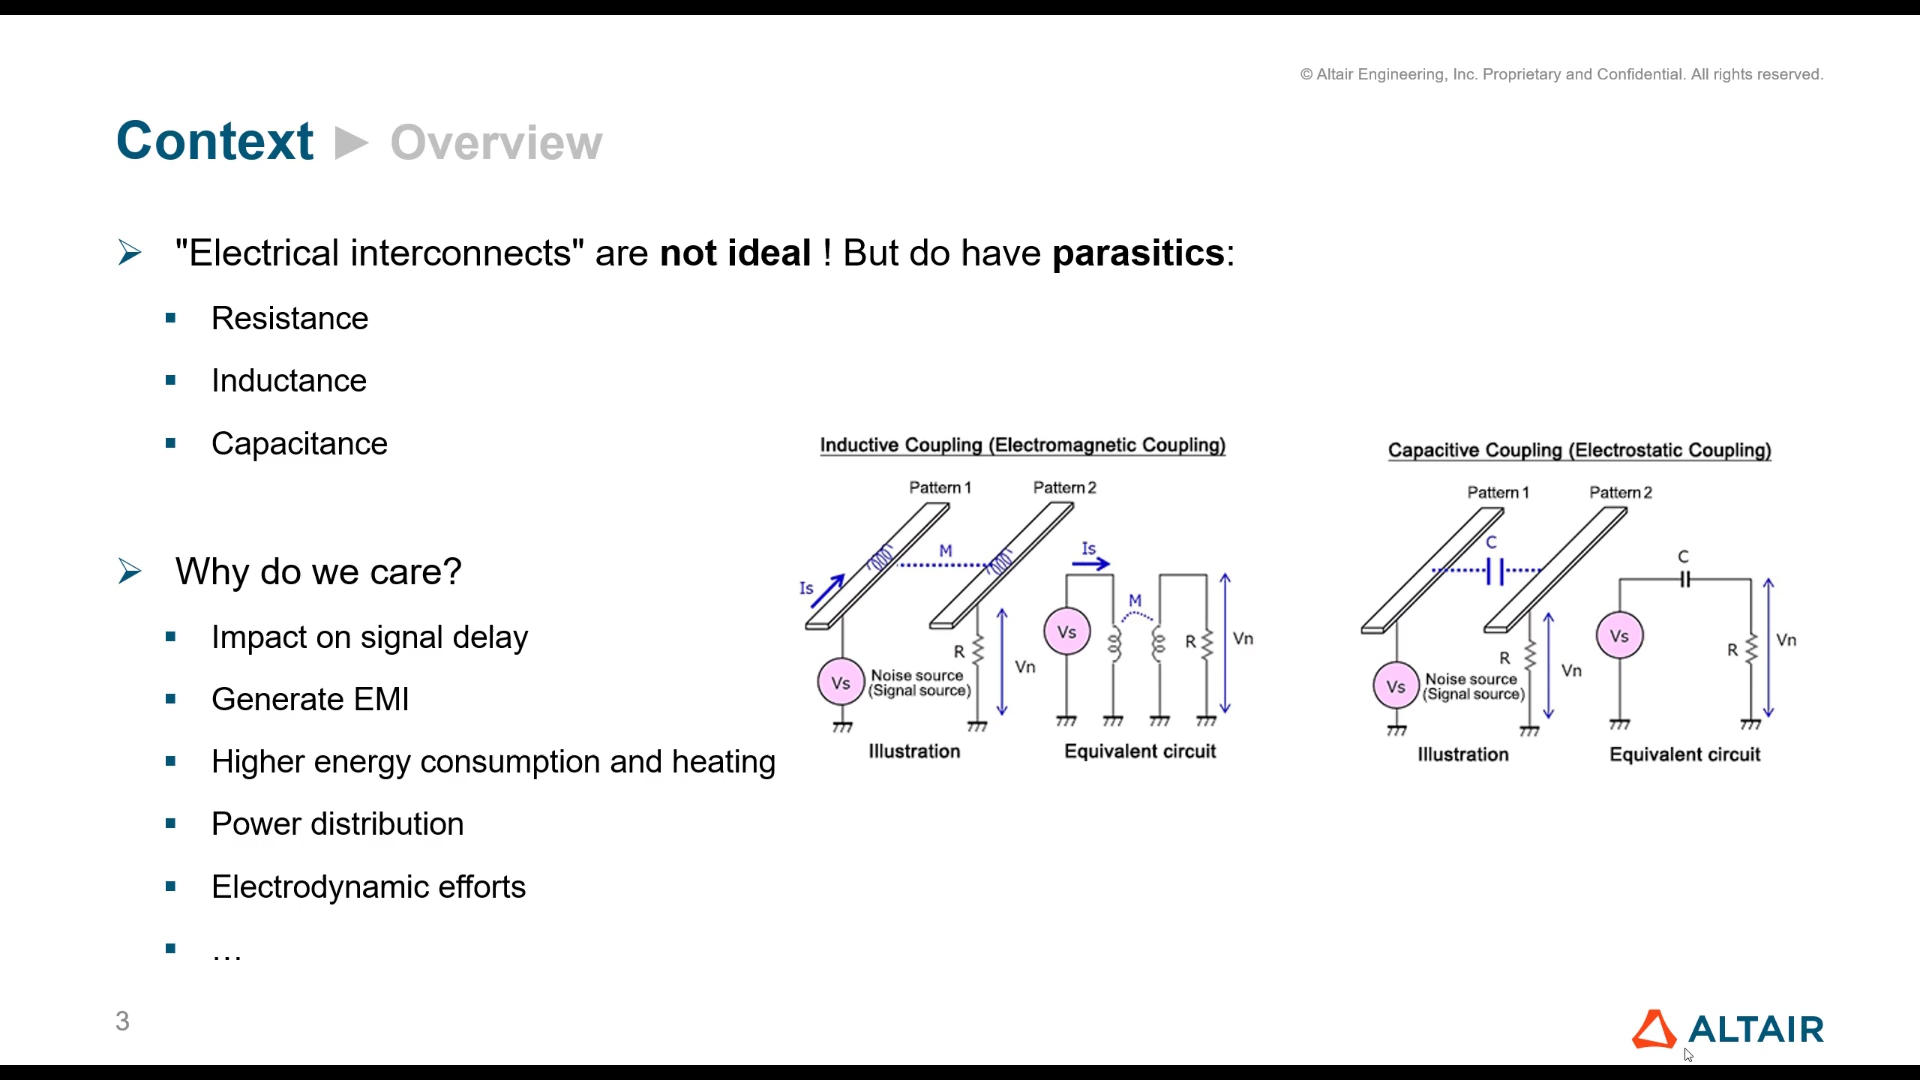 © Altair Engineering, Inc. Proprietary and Confidential. All rights reserved.
Context ► Overview
"Electrical interconnects" are not ideal ! But do have parasitics:
Resistance
Inductance
Capacitance
Why do we care?
Impact on signal delay
Generate EMI
Higher energy consumption and heating
Power distribution
Electrodynamic efforts
…
Inductive Coupling (Electromagnetic Coupling)
Pattern 1
Pattern 2
M
Is
Is
M
Vs
R
Vn
R
Vn
Vs
Noise source
(Signal source)
Illustration
Equivalent circuit
Capacitive Coupling (Electrostatic Coupling)
Pattern 1
Pattern 2
C
C
Vs
R
Vn
R
Vn
Vs
Noise source
(Signal source)
Illustration
Equivalent circuit
3
ALTAIR